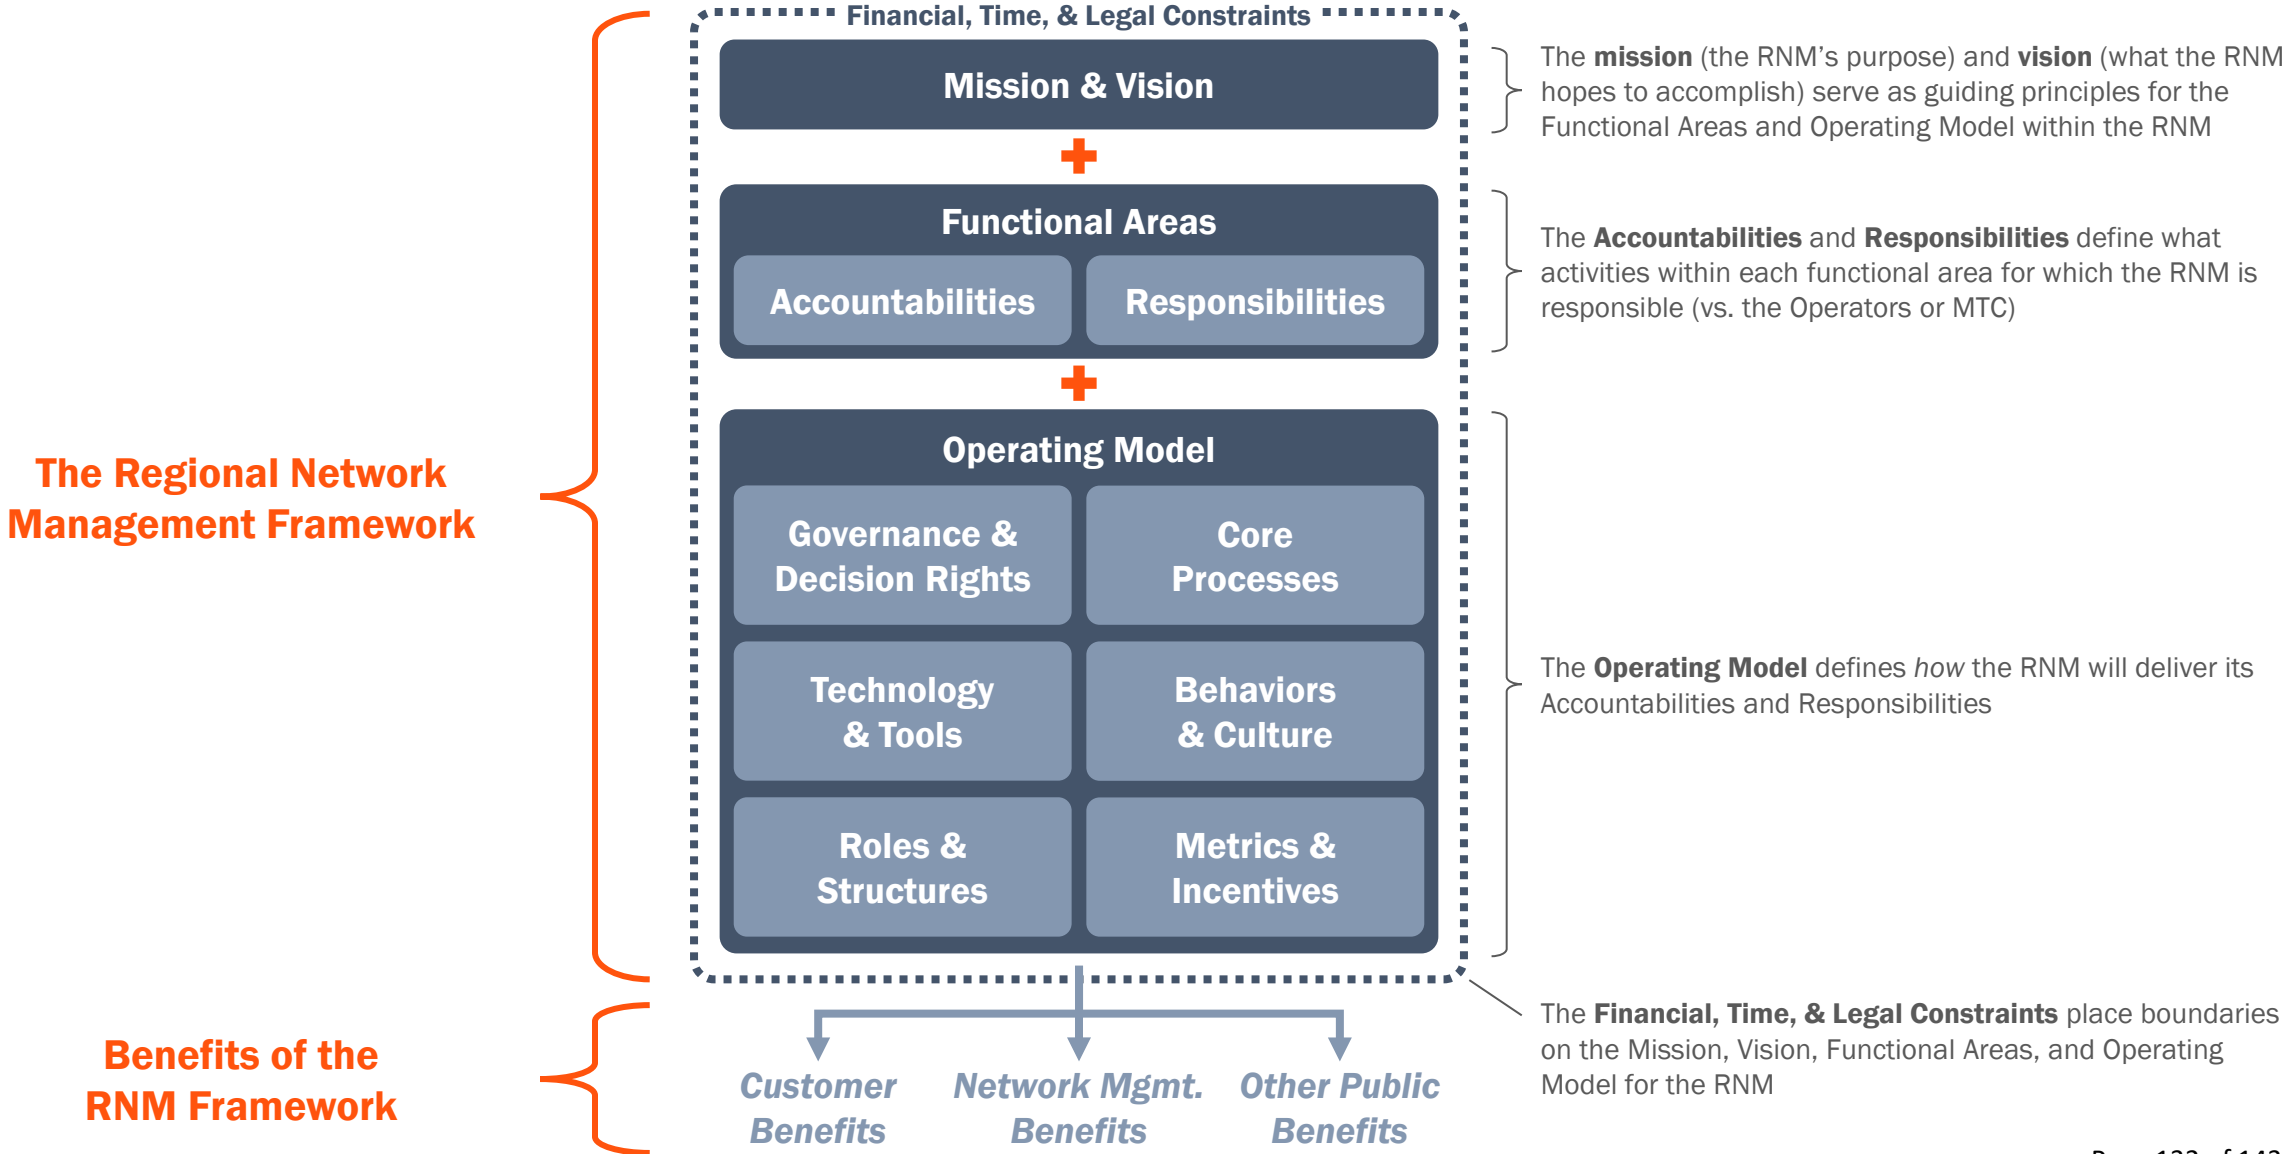 Financial, Time, & Legal Constraints
Mission & Vision
The mission (the RNM's purpose) and vision (what the RNM
hopes to accomplish) serve as guiding principles for the
Functional Areas and Operating Model within the RNM
Functional Areas
Accountabilities
Responsibilities
The Accountabilities and Responsibilities define what
activities within each functional area for which the RNM is
responsible (vs. the Operators or MTC)
The Regional Network
Management Framework
Operating Model
Governance &
Decision Rights
Core
Processes
Technology
& Tools
Behaviors
& Culture
Roles &
Structures
Metrics &
Incentives
The Operating Model defines how the RNM will deliver its
Accountabilities and Responsibilities
Benefits of the
RNM Framework
Customer
Benefits
Network Mgmt.
Benefits
Other Public
Benefits
The Financial, Time, & Legal Constraints place boundaries
on the Mission, Vision, Functional Areas, and Operating
Model for the RNM